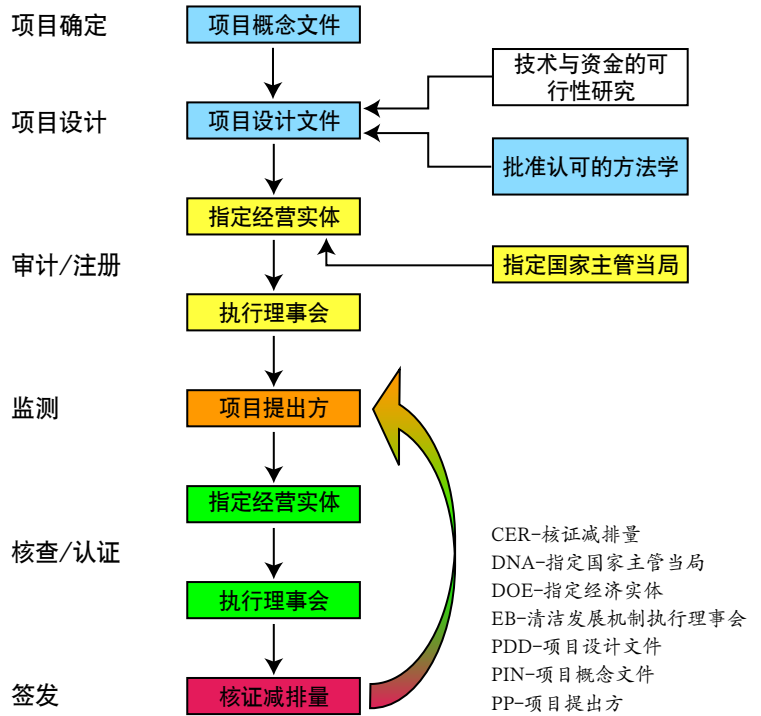 项目确定
项目概念文件
技术与资金的可
行性研究
项目设计
项目设计文件
批准认可的方法学
指定经营实体
审计/注册
指定国家主管当局
执行理事会
监测
项目提出方
指定经营实体
核查/认证
执行理事会
签发
核证减排量
CER-核证减排量
DNA-指定国家主管当局
DOE-指定经济实体
EB-清洁发展机制执行理事会
PDD-项目设计文件
PIN-项目概念文件
PP-项目提出方